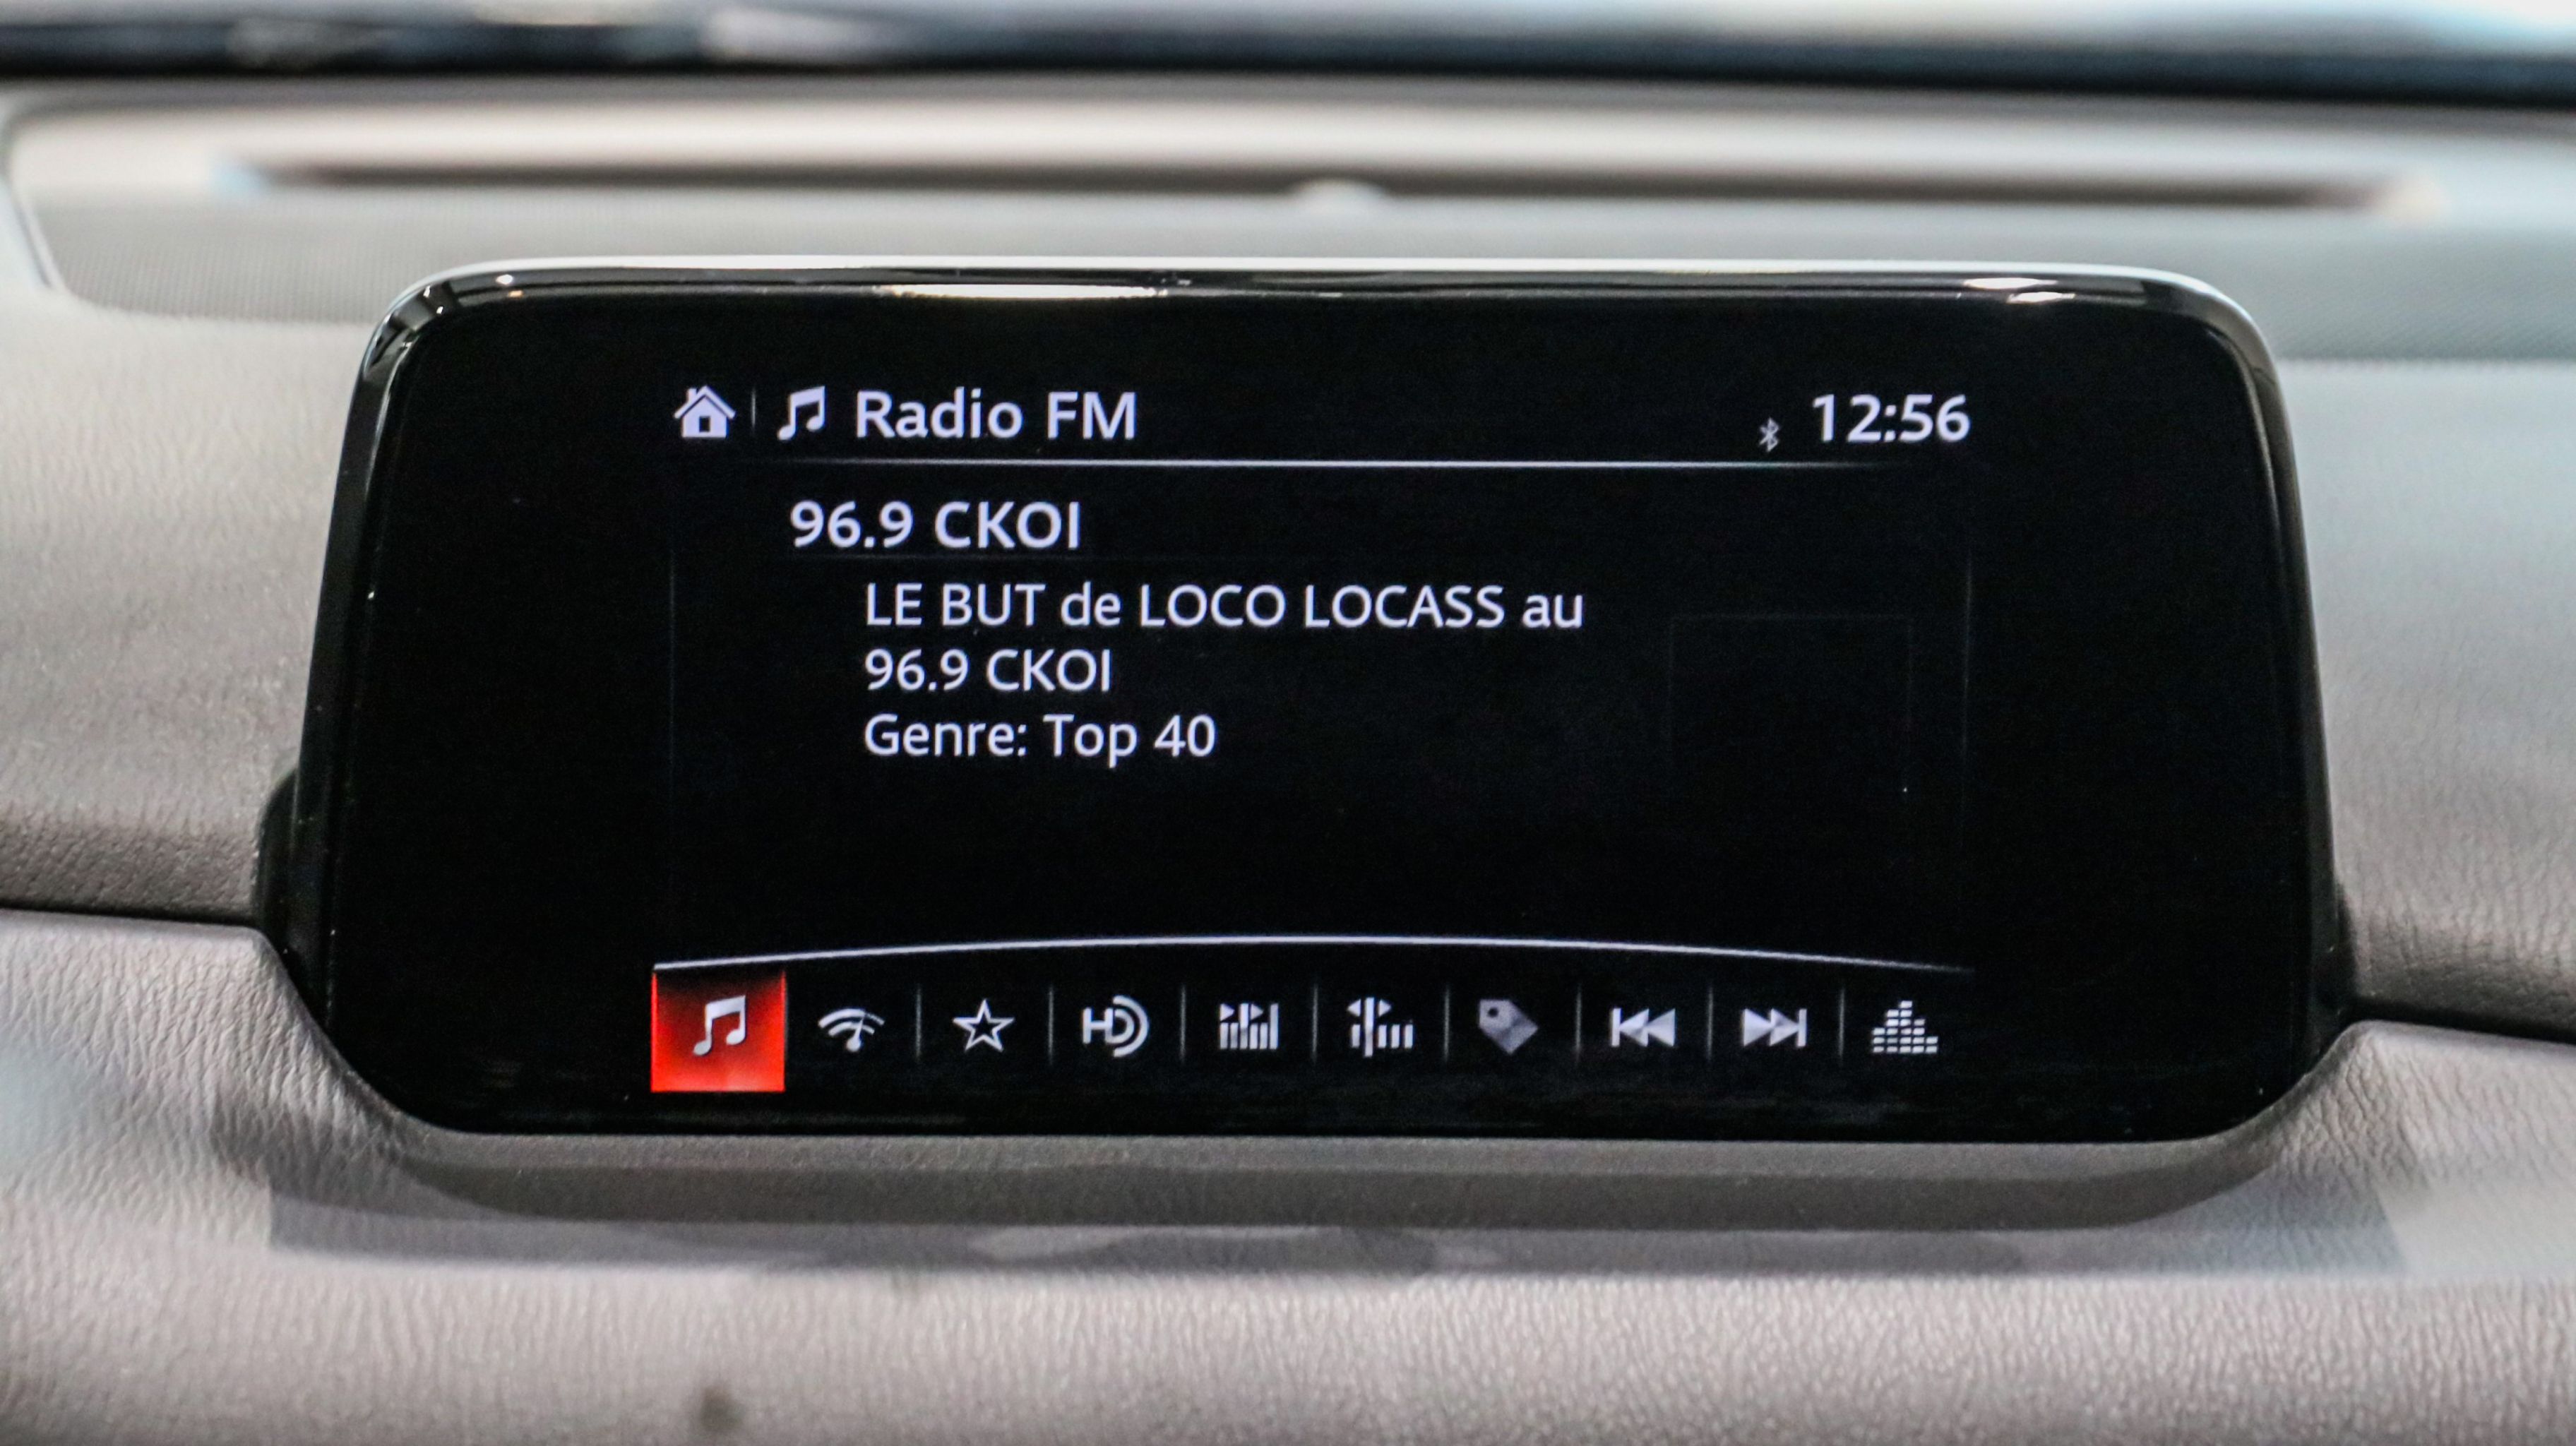 Radio FM
12:56
96.9 CKOI
LE BUT de LOCO LOCASS au
96.9 CKOI
Genre: Top 40
HD